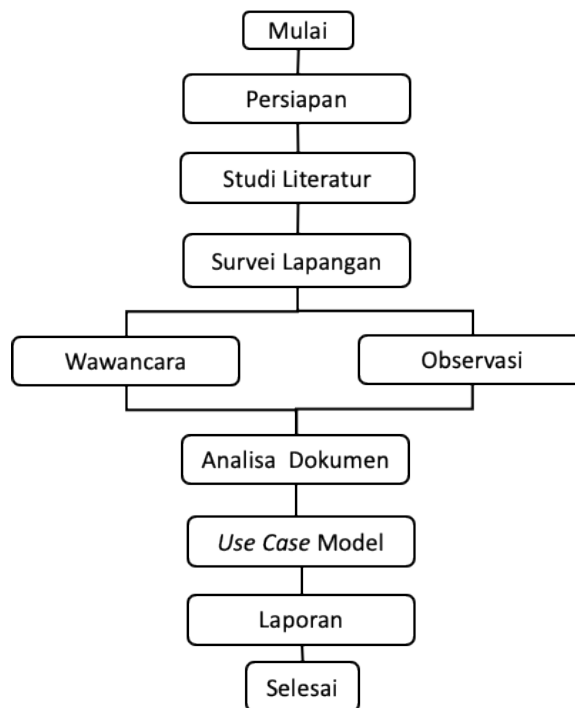 Mulai
Persiapan
Studi Literatur
Survei Lapangan
Wawancara
Observasi
Analisa Dokumen
Use Case Model
Laporan
Selesai